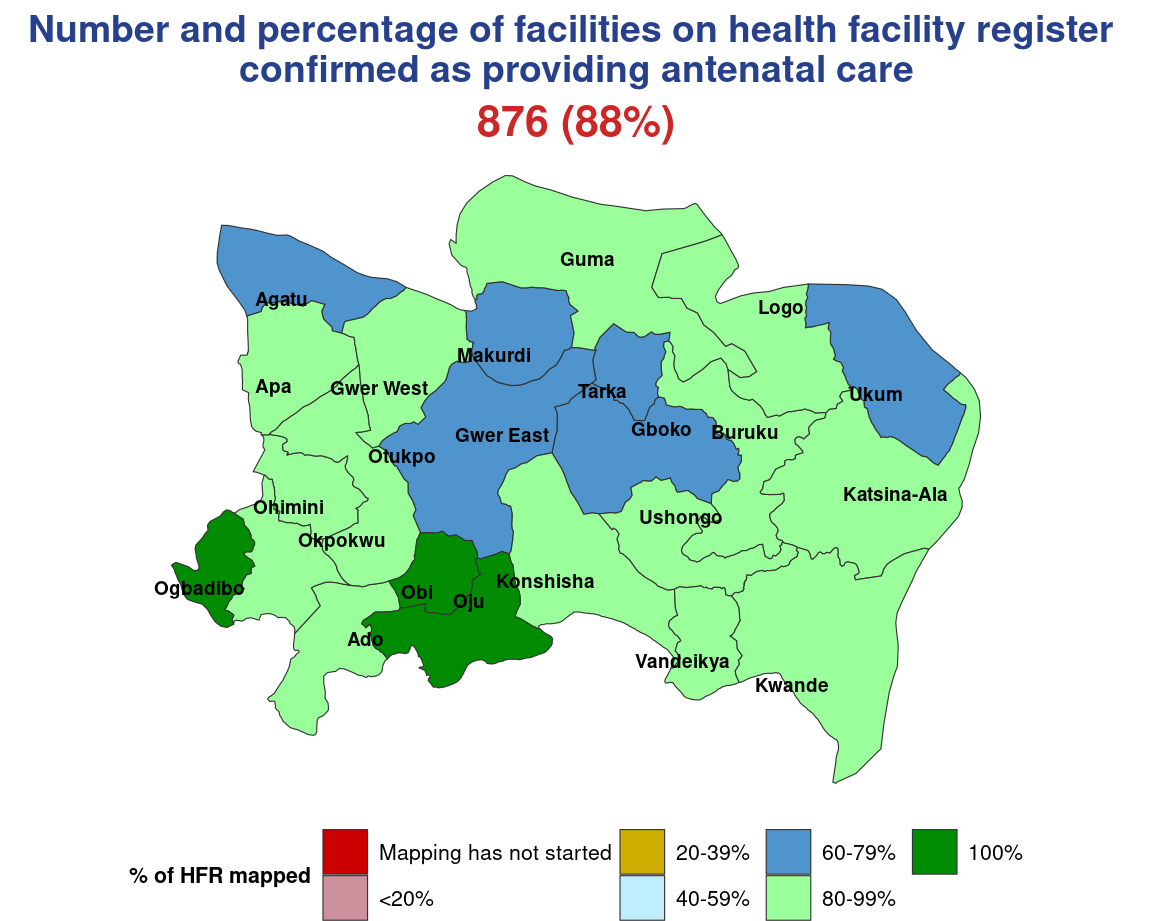 Number and percentage of facilities on health facility register
confirmed as providing antenatal care
876 (88%)
Guma
Agatu
Logo
Makurdi
Apa
Gwer West
Tarka
Ukum
Gwer East
Gboko
Buruku
Otukpo
Katsina-Ala
Ohimini
Ushongo
Okpokwu
Ogbadibo
Obi
Oju
Konshisha
Ado
Vandeikya
Kwande
% of HFR mapped
Mapping has not started
<20%
20-39%
40-59%
60-79%
80-99%
100%